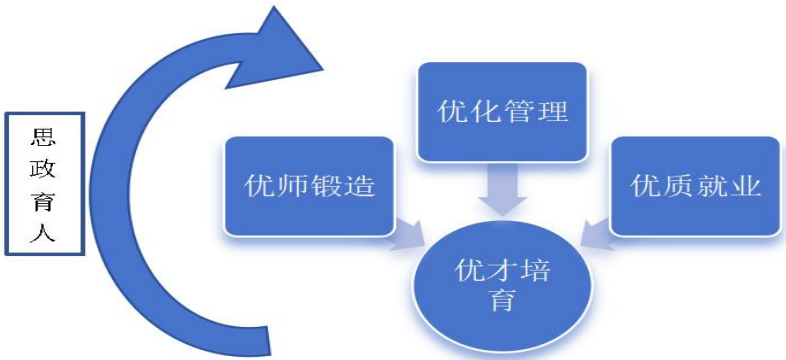 思政育人
优化管理
优师锻造
优质就业
优才培
育